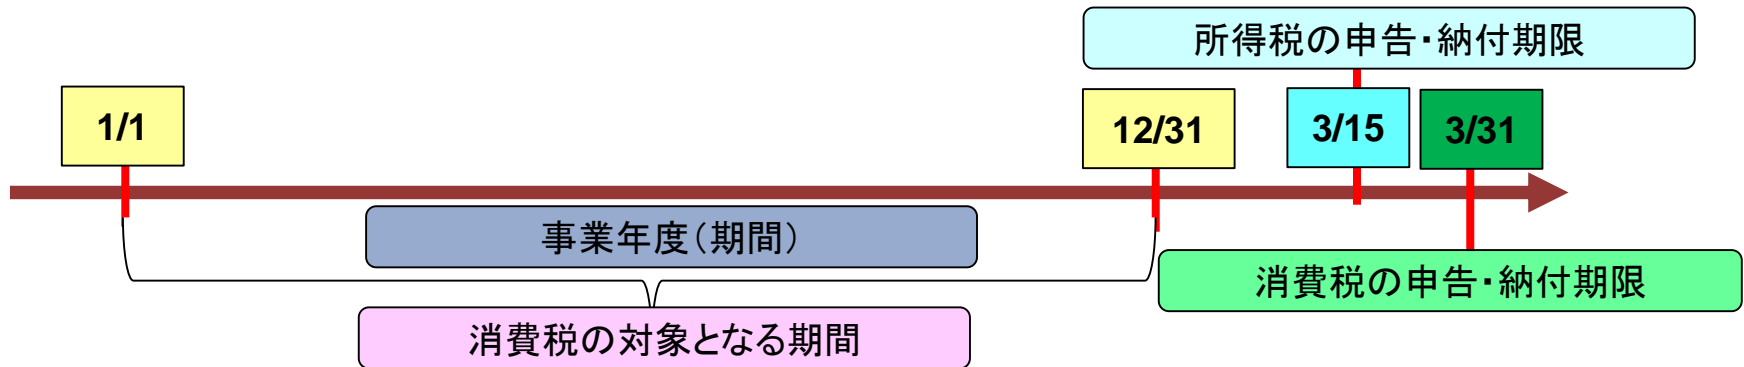 所得税の申告・納付期限
1/1
12/31
3/15
3/31
事業年度(期間)
消費税の申告・納付期限
消費税の対象となる期間